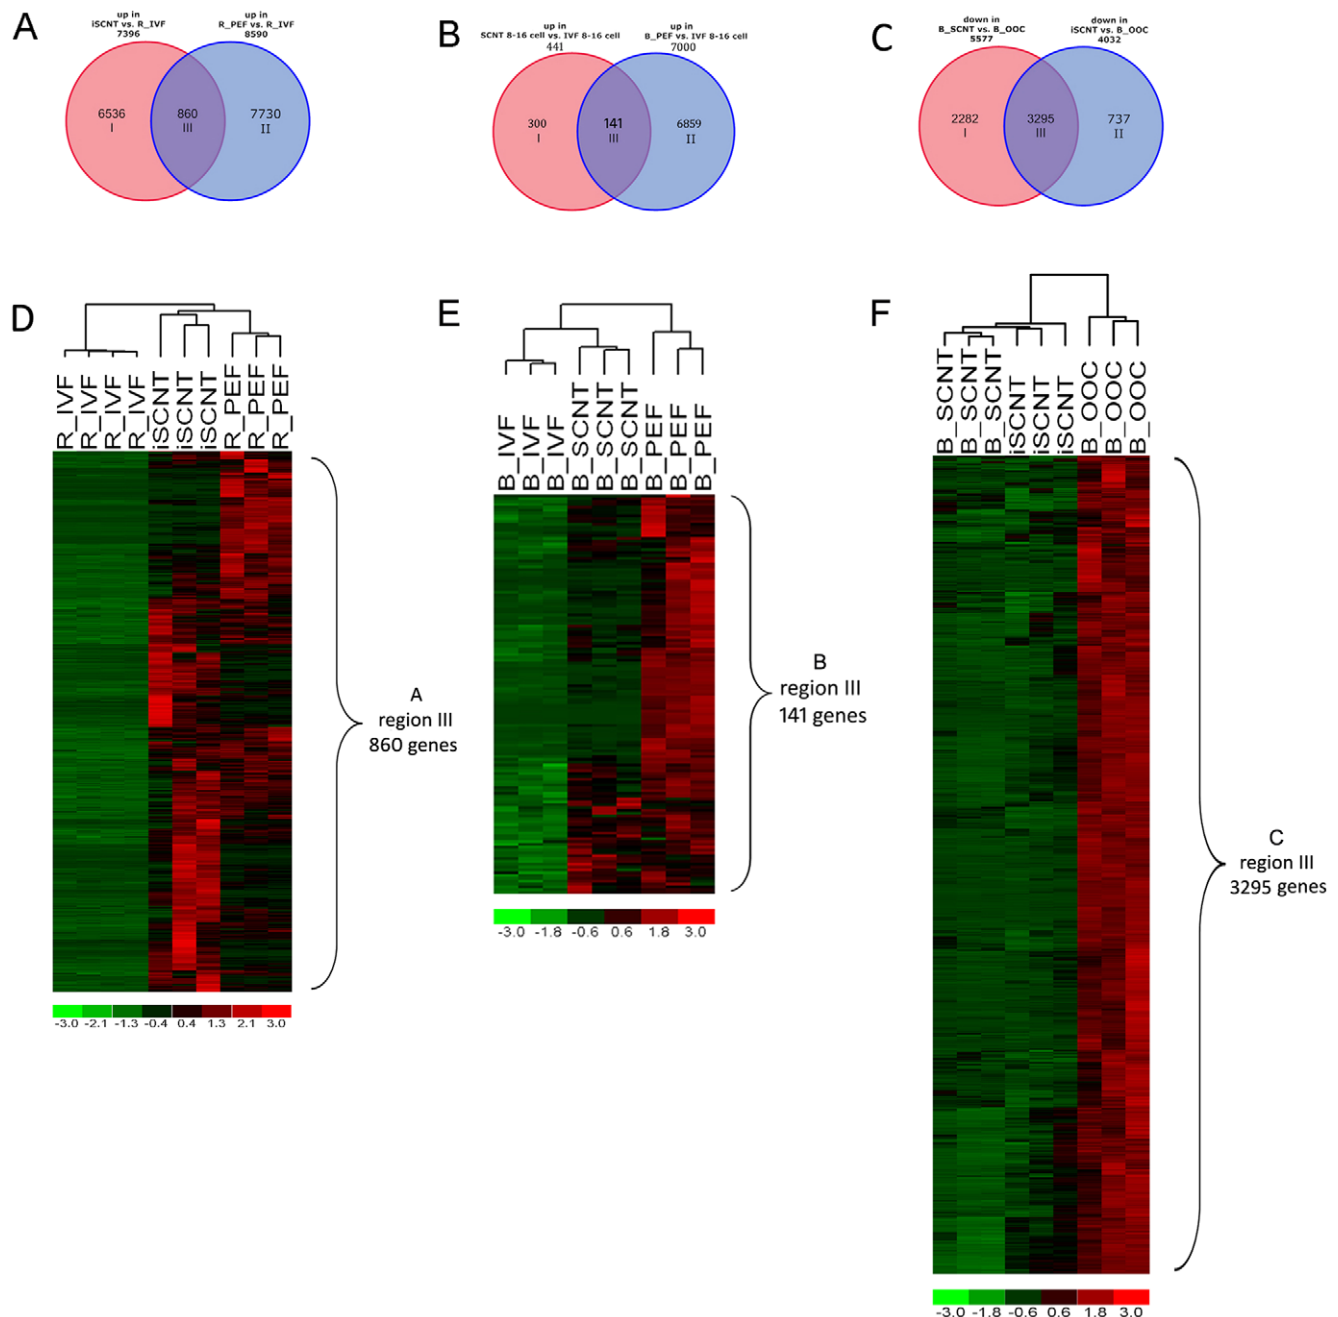 A
up in
iSCNT vs. R_IVF
7396
up in
R_PEF vs. R_IVF
8590
6536
I
860
III
7730
II
B
up in
SCNT 8-16 cell vs. IVF 8-16 cell
441
up in
B_PEF vs. IVF 8-16 cell
7000
300
I
141
III
6859
II
C
down in
B_SCNT vs. B_OOC
5577
down in
iSCNT vs. B_OOC
4032
2282
I
3295
III
737
II
D
R_IVF
R_IVF
R_IVF
R_IVF
iSCNT
iSCNT
iSCNT
R_PEF
R_PEF
R_PEF
A
region III
860 genes
-3.0 -2.1 -1.3 -0.4 0.4 1.3 2.1 3.0
E
B_IVF
B_IVF
B_IVF
B_SCNT
B_SCNT
B_SCNT
B_PEF
B_PEF
B_PEF
B
region III
141 genes
-3.0 -1.8 -0.6 0.6 1.8 3.0
F
B_SCNT
B_SCNT
B_SCNT
iSCNT
iSCNT
iSCNT
B_OOC
B_OOC
B_OOC
C
region III
3295 genes
-3.0 -1.8 -0.6 0.6 1.8 3.0